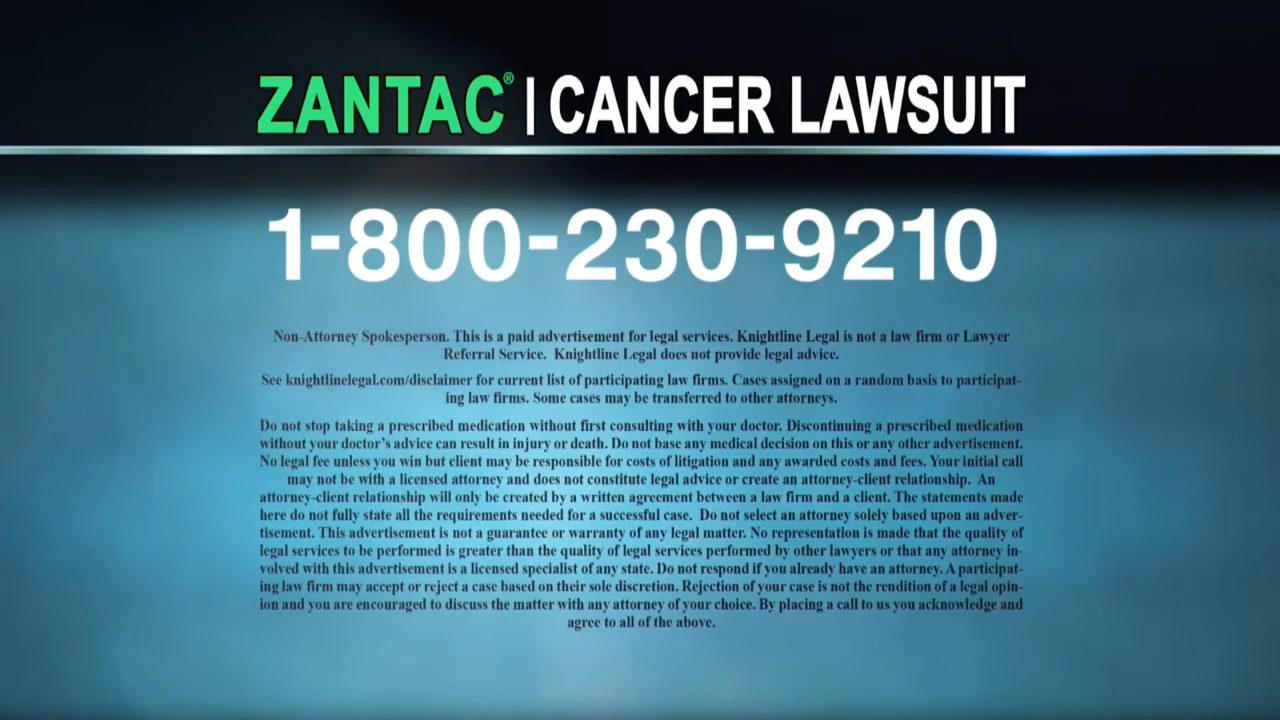 ZANTAC® | CANCER LAWSUIT
1-800-230-9210
Non-Attorney Spokesperson. This is a paid advertisement for legal services. Knightline Legal is not a law firm or Lawyer
Referral Service. Knightline Legal does not provide legal advice.
See knightlinelegal.com/disclaimer for current list of participating law firms. Cases assigned on a random basis to participat-
ing law firms. Some cases may be transferred to other attorneys.
Do not stop taking a prescribed medication without first consulting with your doctor. Discontinuing a prescribed medication
without your doctor's advice can result in injury or death. Do not base any medical decision on this or any other advertisement.
No legal fee unless you win but client may be responsible for costs of litigation and any awarded costs and fees. Your initial call
may not be with a licensed attorney and does not constitute legal advice or create an attorney-client relationship. An
attorney-client relationship will only be created by a written agreement between a law firm and a client. The statements made
here do not fully state all the requirements needed for a successful case. Do not select an attorney solely based upon an adver-
tisement. This advertisement is not a guarantee or warranty of any legal matter. No representation is made that the quality of
legal services to be performed is greater than the quality of legal services performed by other lawyers or that any attorney in-
volved with this advertisement is a licensed specialist of any state. Do not respond if you already have an attorney. A participat-
ing law firm may accept or reject a case based on their sole discretion. Rejection of your case is not the rendition of a legal opin-
ion and you are encouraged to discuss the matter with any attorney of your choice. By placing a call to us you acknowledge and
agree to all of the above.